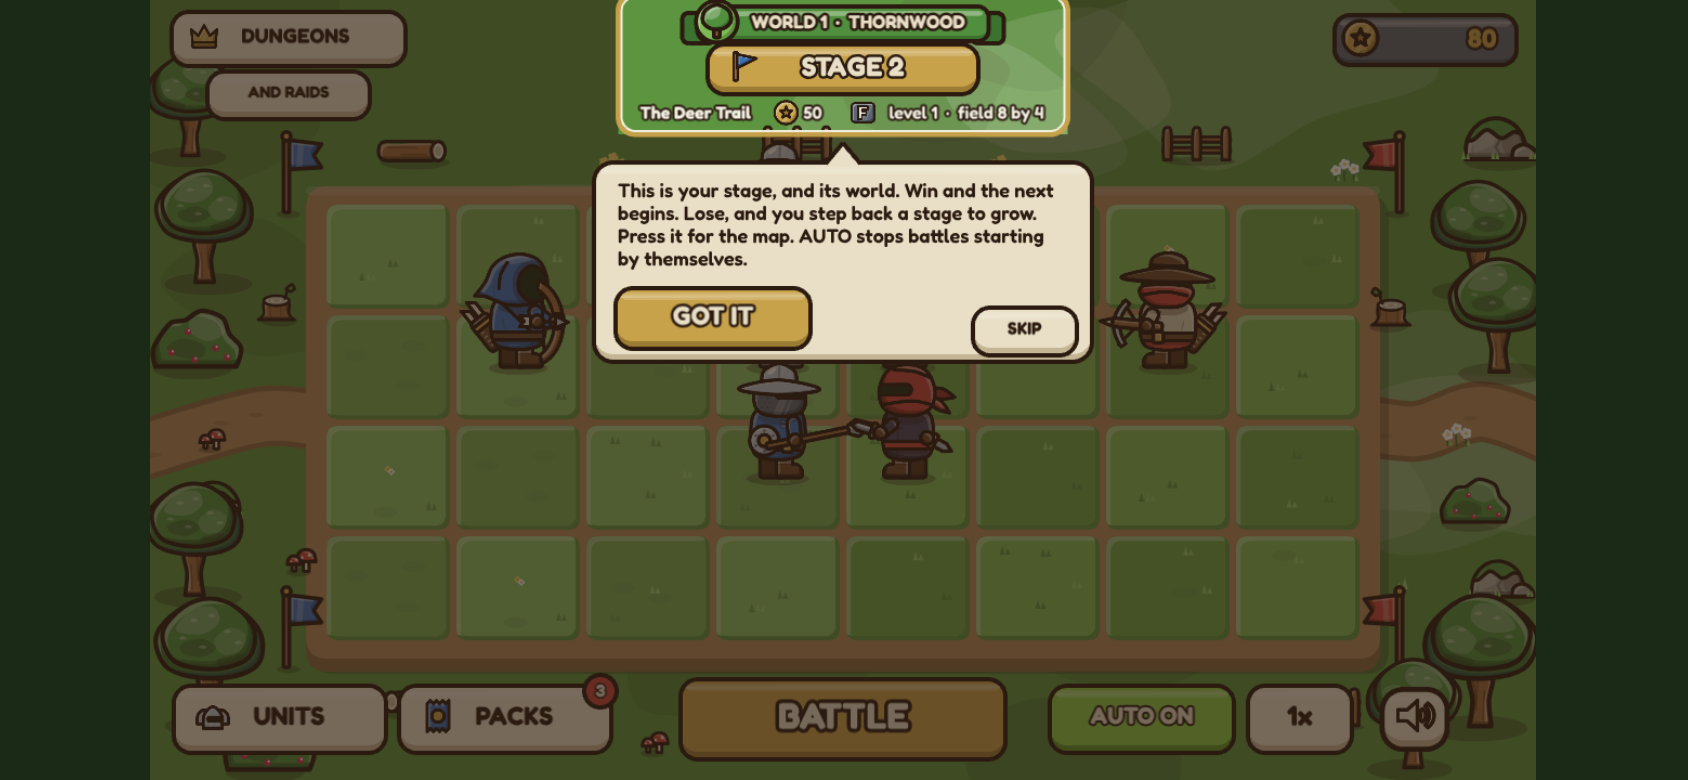 DUNGEONS
AND RAIDS
WORLD 1 · THORNWOOD
STAGE 2
The Deer Trail 50 F level 1 · field 8 by 4
80
This is your stage, and its world. Win and the next
begins. Lose, and you step back a stage to grow.
Press it for the map. AUTO stops battles starting
by themselves.
GOT IT
SKIP
UNITS
PACKS
3
BATTLE
AUTO ON
1x